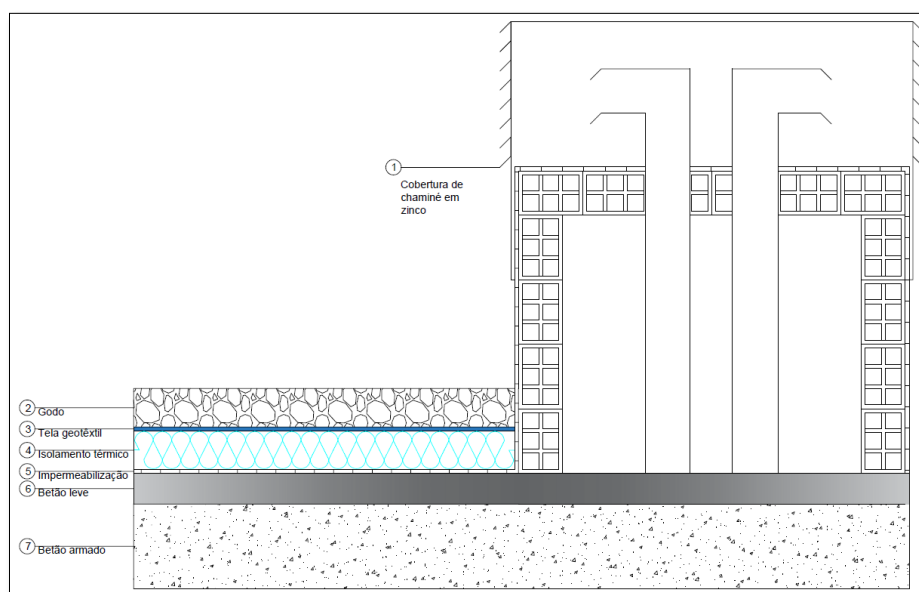 1
Cobertura de
chaminé em
zinco
2 Godo
3 Tela geotêxtil
4 Isolamento térmico
5 Impermeabilização
6 Betão leve
7 Betão armado